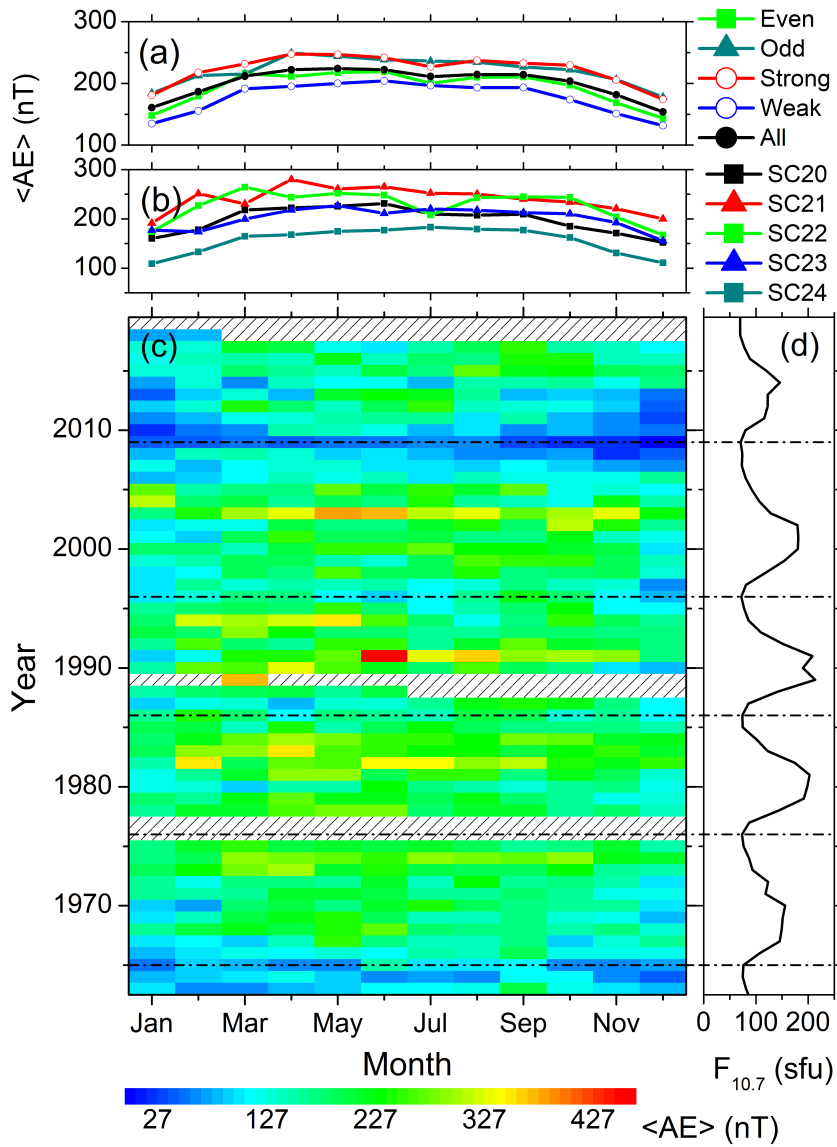 300
(a)
200
100
<AE> (nT)
Even
Odd
Strong
Weak
All
300
(b)
200
100
SC20
SC21
SC22
SC23
SC24
(c)
(d)
2010
2000
1990
1980
1970
Year
Jan Mar May Jul Sep Nov
Month
0 100 200
F10.7 (sfu)
27 127 227 327 427
<AE> (nT)